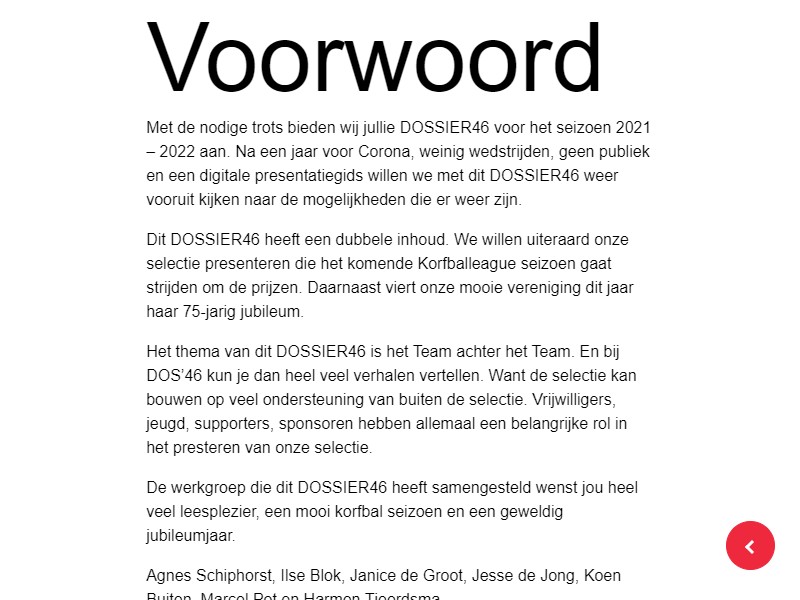 Voorwoord
Met de nodige trots bieden wij jullie DOSSIER46 voor het seizoen 2021
– 2022 aan. Na een jaar voor Corona, weinig wedstrijden, geen publiek
en een digitale presentatiegids willen we met dit DOSSIER46 weer
vooruit kijken naar de mogelijkheden die er weer zijn.
Dit DOSSIER46 heeft een dubbele inhoud. We willen uiteraard onze
selectie presenteren die het komende Korfballeague seizoen gaat
strijden om de prijzen. Daarnaast viert onze mooie vereniging dit jaar
haar 75-jarig jubileum.
Het thema van dit DOSSIER46 is het Team achter het Team. En bij
DOS’46 kun je dan heel veel verhalen vertellen. Want de selectie kan
bouwen op veel ondersteuning van buiten de selectie. Vrijwilligers,
jeugd, supporters, sponsoren hebben allemaal een belangrijke rol in
het presteren van onze selectie.
De werkgroep die dit DOSSIER46 heeft samengesteld wenst jou heel
veel leesplezier, een mooi korfbal seizoen en een geweldig
jubileumjaar.
Agnes Schiphorst, Ilse Blok, Janice de Groot, Jesse de Jong, Koen
Buiten, Marcel Pot en Harmen Tjeerdsma